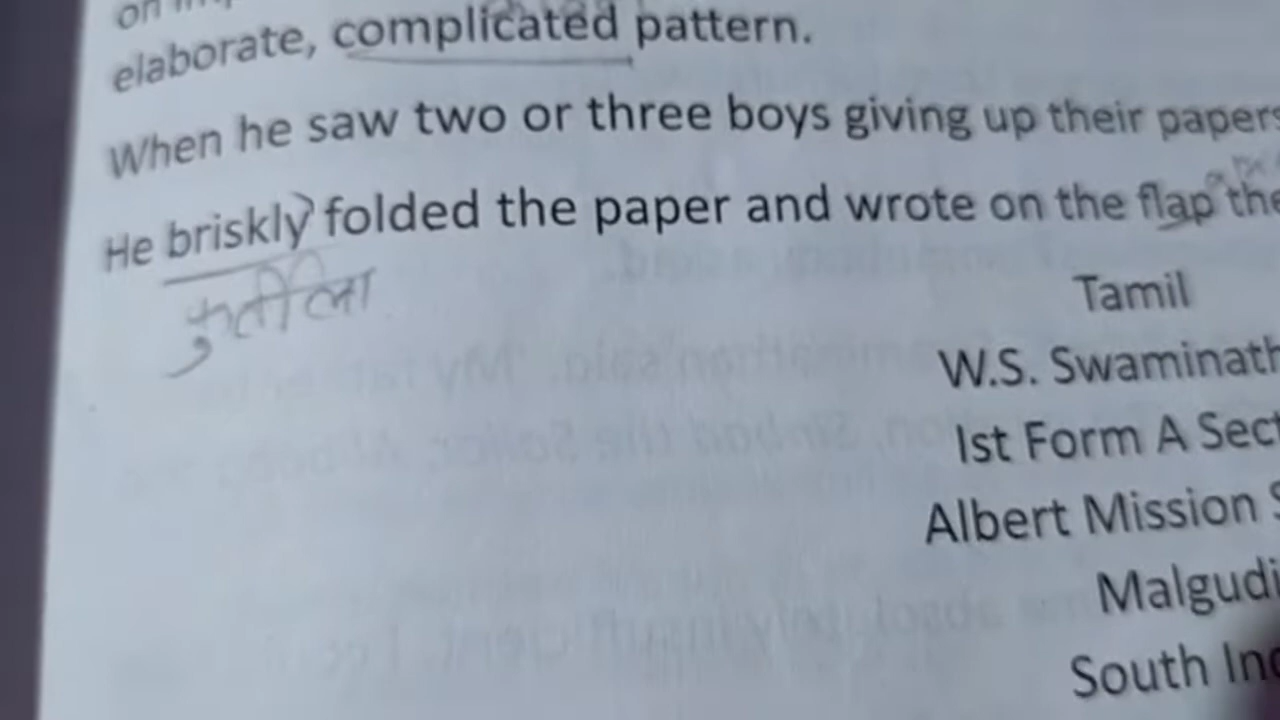 elaborate, complicated pattern.
When he saw two or three boys giving up their papers
He briskly folded the paper and wrote on the flap the
Tamil
W.S. Swaminath
Ist Form A Sect
Albert Mission S
Malgudi
South Ind